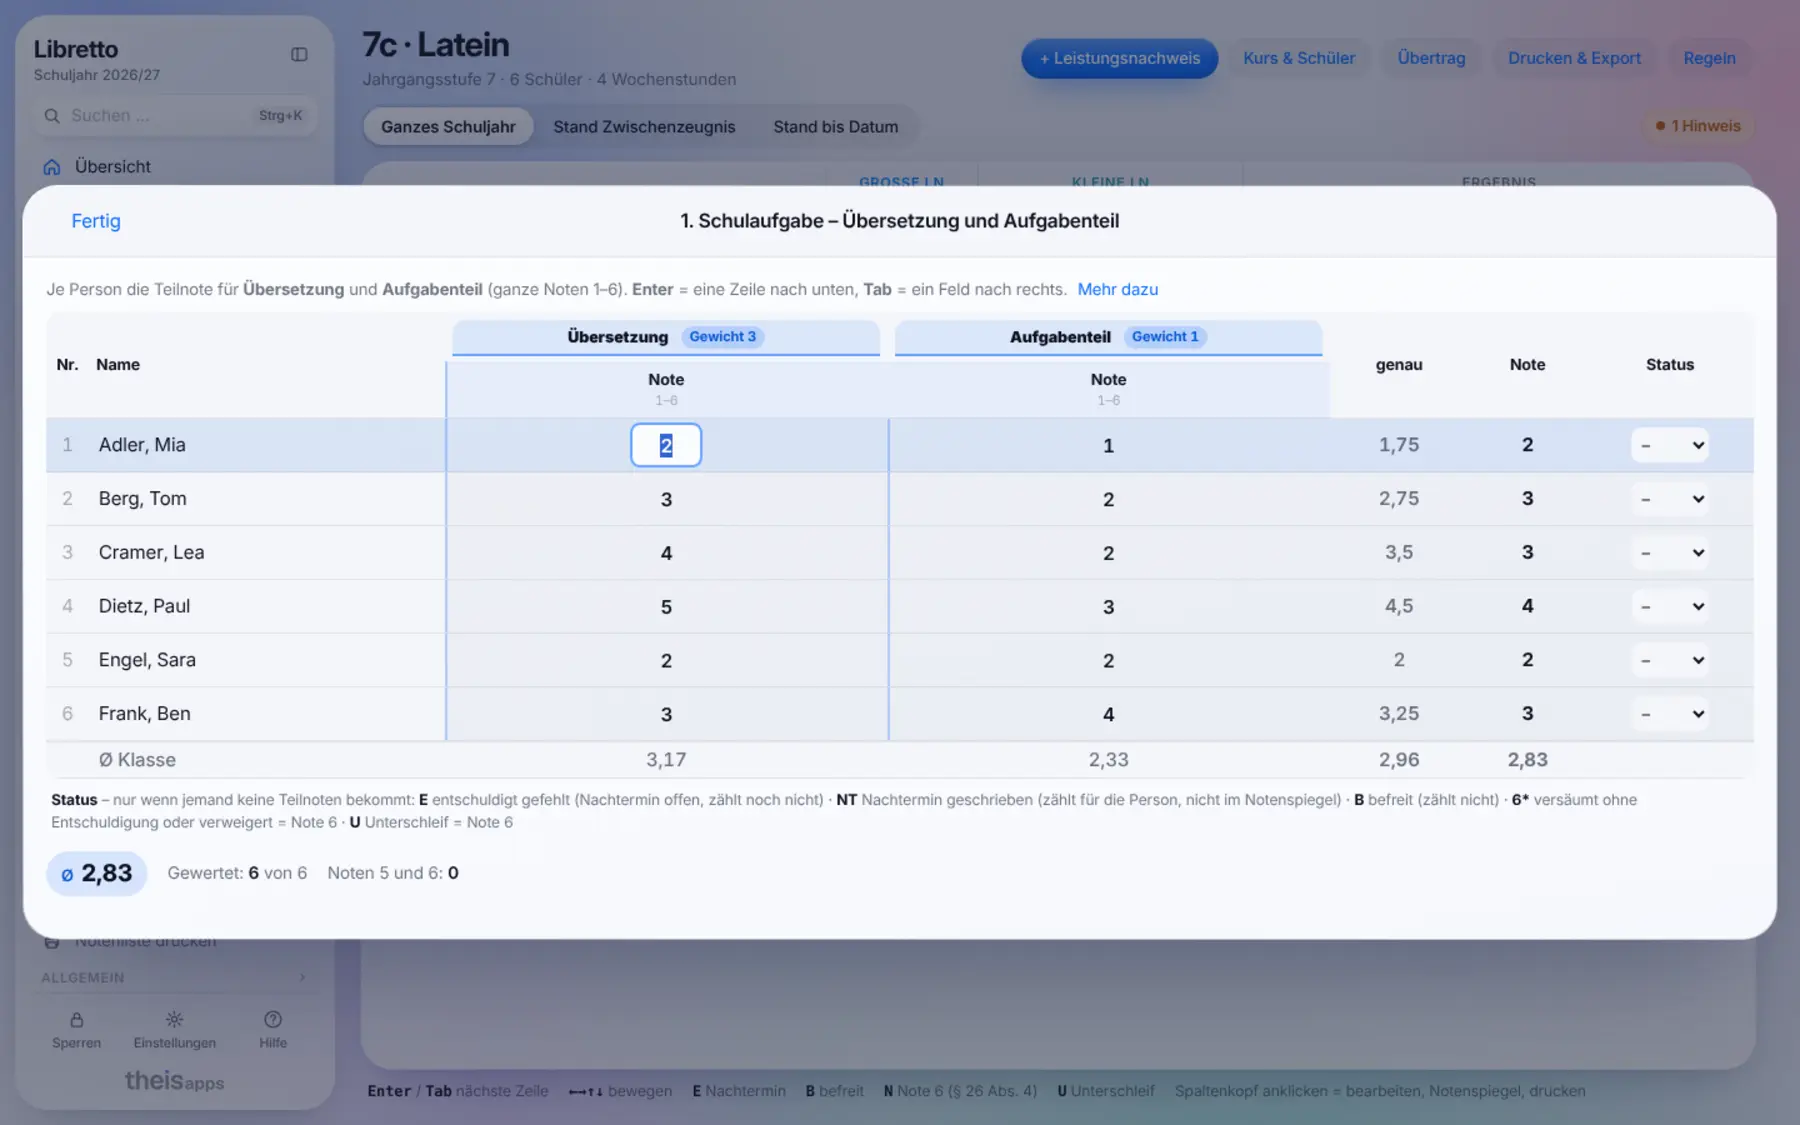 Libretto
Schuljahr 2026/27
Suchen ... Strg+K
Übersicht
7c · Latein
Jahrgangsstufe 7 · 6 Schüler · 4 Wochenstunden
+ Leistungsnachweis Kurs & Schüler Übertrag Drucken & Export Regeln
Ganzes Schuljahr Stand Zwischenzeugnis Stand bis Datum
1 Hinweis
GROSSE LN KLEINE LN ERGEBNIS
Fertig
1. Schulaufgabe – Übersetzung und Aufgabenteil
Je Person die Teilnote für Übersetzung und Aufgabenteil (ganze Noten 1–6). Enter = eine Zeile nach unten, Tab = ein Feld nach rechts. Mehr dazu
Übersetzung Gewicht 3 Aufgabenteil Gewicht 1
Nr. Name genau Note Status
Note Note
1–6 1–6
1 Adler, Mia 2 1 1,75 2 –
2 Berg, Tom 3 2 2,75 3 –
3 Cramer, Lea 4 2 3,5 3 –
4 Dietz, Paul 5 3 4,5 4 –
5 Engel, Sara 2 2 2 2 –
6 Frank, Ben 3 4 3,25 3 –
Ø Klasse 3,17 2,33 2,96 2,83
Status – nur wenn jemand keine Teilnoten bekommt: E entschuldigt gefehlt (Nachtermin offen, zählt noch nicht) · NT Nachtermin geschrieben (zählt für die Person, nicht im Notenspiegel) · B befreit (zählt nicht) · 6* versäumt ohne
Entschuldigung oder verweigert = Note 6 · U Unterschleif = Note 6
Ø 2,83 Gewertet: 6 von 6 Noten 5 und 6: 0
Notenliste drucken
ALLGEMEIN
Sperren Einstellungen Hilfe
theisapps
Enter / Tab nächste Zeile ←→↑↓ bewegen E Nachtermin B befreit N Note 6 (§ 26 Abs. 4) U Unterschleif Spaltenkopf anklicken = bearbeiten, Notenspiegel, drucken